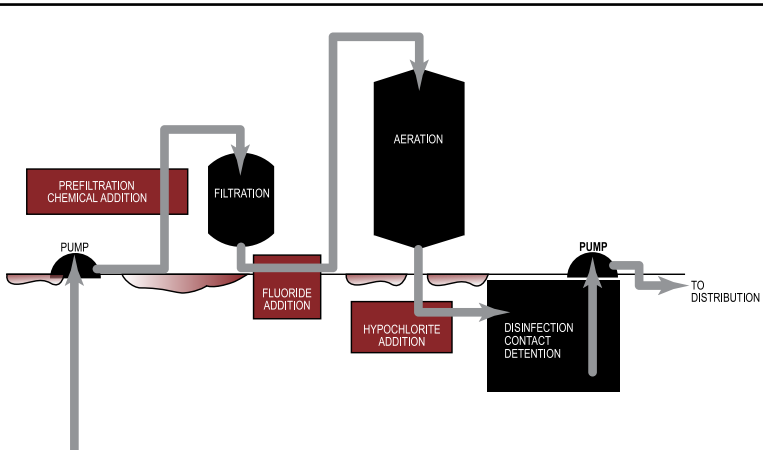 AERATION
PREFILTRATION
CHEMICAL ADDITION
FILTRATION
PUMP
PUMP
FLUORIDE
ADDITION
TO
DISTRIBUTION
HYPOCHLORITE
ADDITION
DISINFECTION
CONTACT
DETENTION